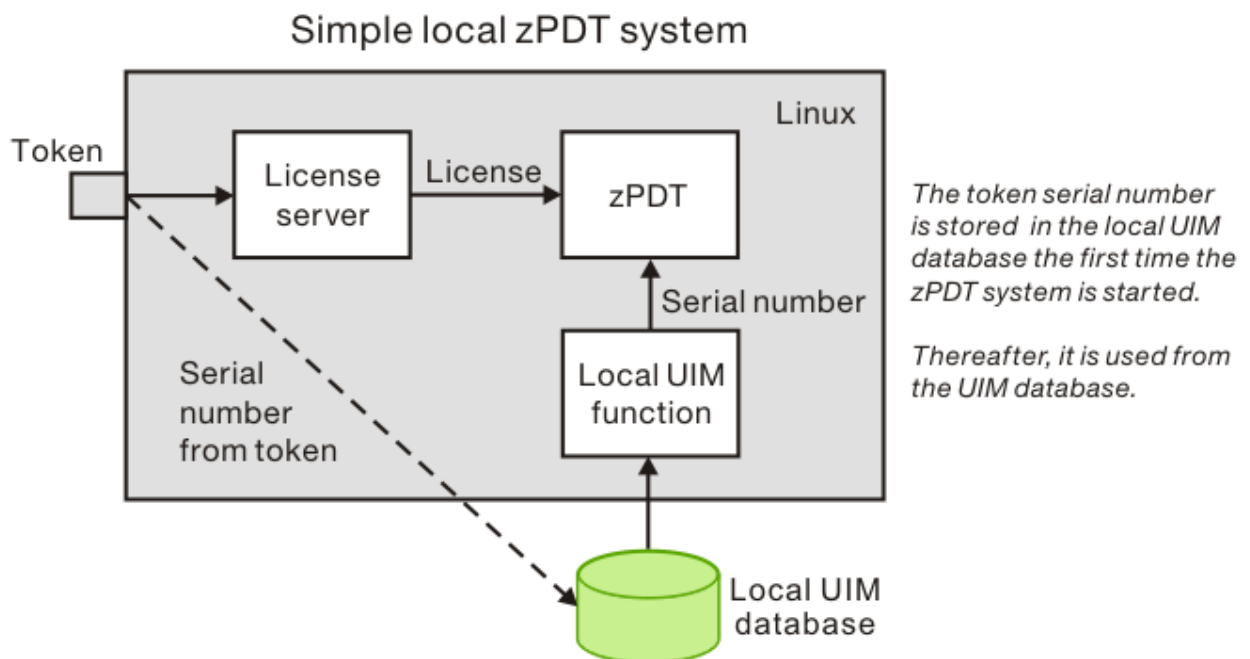 Simple local zPDT system
Linux
Token
License
server
License
zPDT
The token serial number
is stored in the local UIM
database the first time the
zPDT system is started.
Thereafter, it is used from
the UIM database.
Serial number
Serial
number
from token
Local UIM
function
Local UIM
database